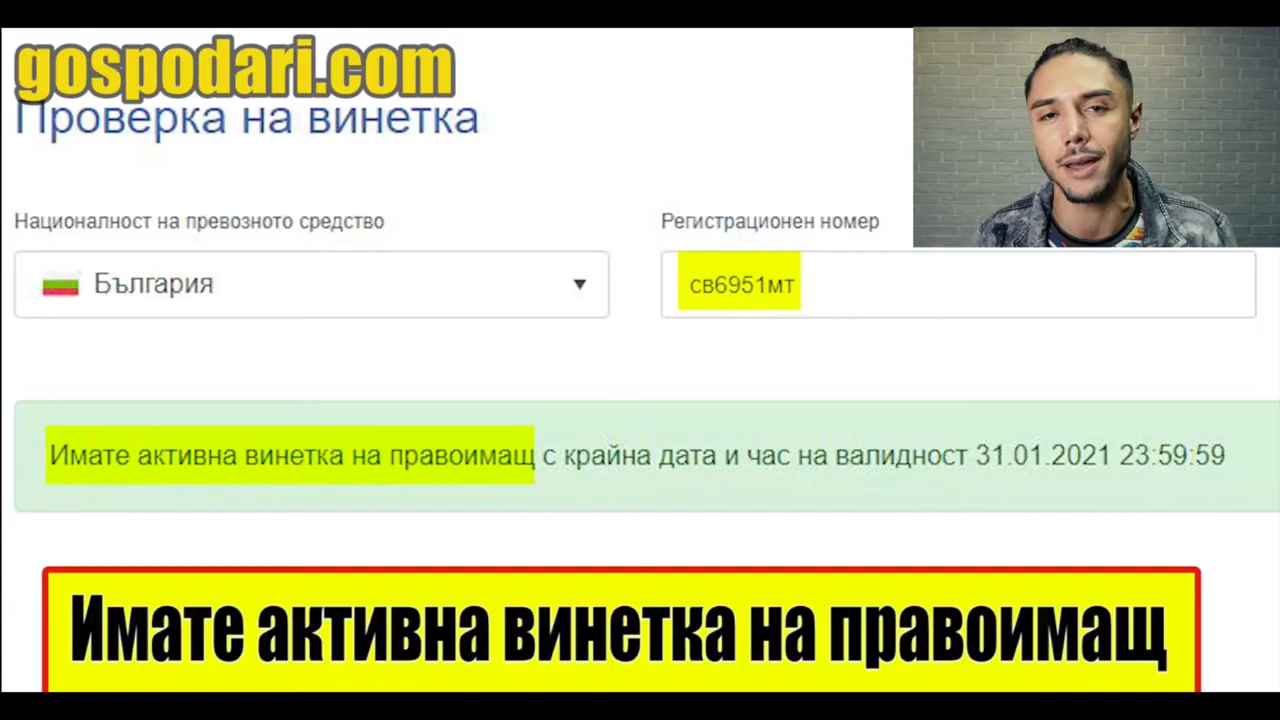 gospodari.com
Проверка на винетка
Националност на превозното средство
Регистрационен номер
България
св6951мт
Имате активна винетка на правоимащ с крайна дата и час на валидност 31.01.2021 23:59:59
Имате активна винетка на правоимащ